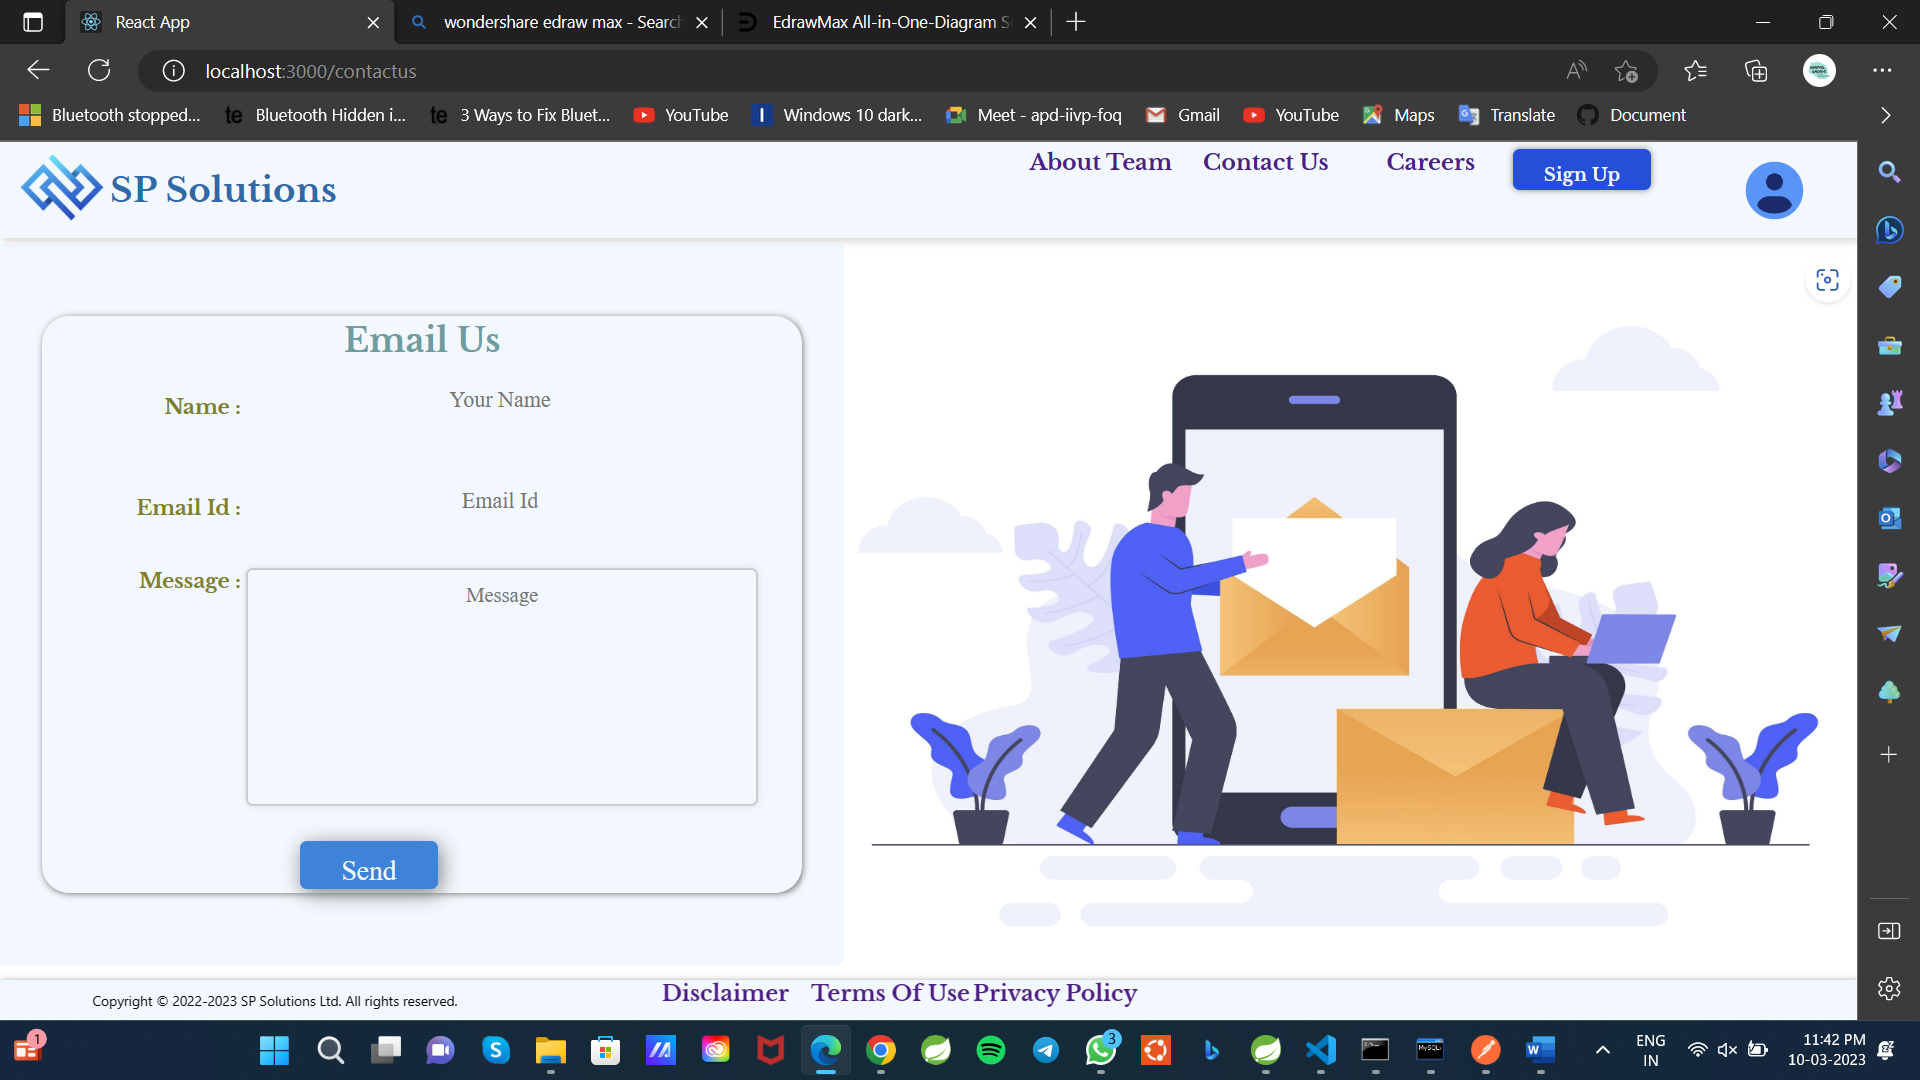 React App
wondershare edraw max - Search
EdrawMax All-in-One-Diagram S
localhost:3000/contactus
Bluetooth stopped...
Bluetooth Hidden i...
3 Ways to Fix Bluet...
YouTube
Windows 10 dark...
Meet - apd-iivp-foq
Gmail
YouTube
Maps
Translate
Document
SP Solutions
About Team
Contact Us
Careers
Sign Up
Email Us
Name :
Your Name
Email Id :
Email Id
Message :
Message
Send
Copyright © 2022-2023 SP Solutions Ltd. All rights reserved.
Disclaimer
Terms Of Use
Privacy Policy
1
3
MySQL
ENG
IN
11:42 PM
10-03-2023